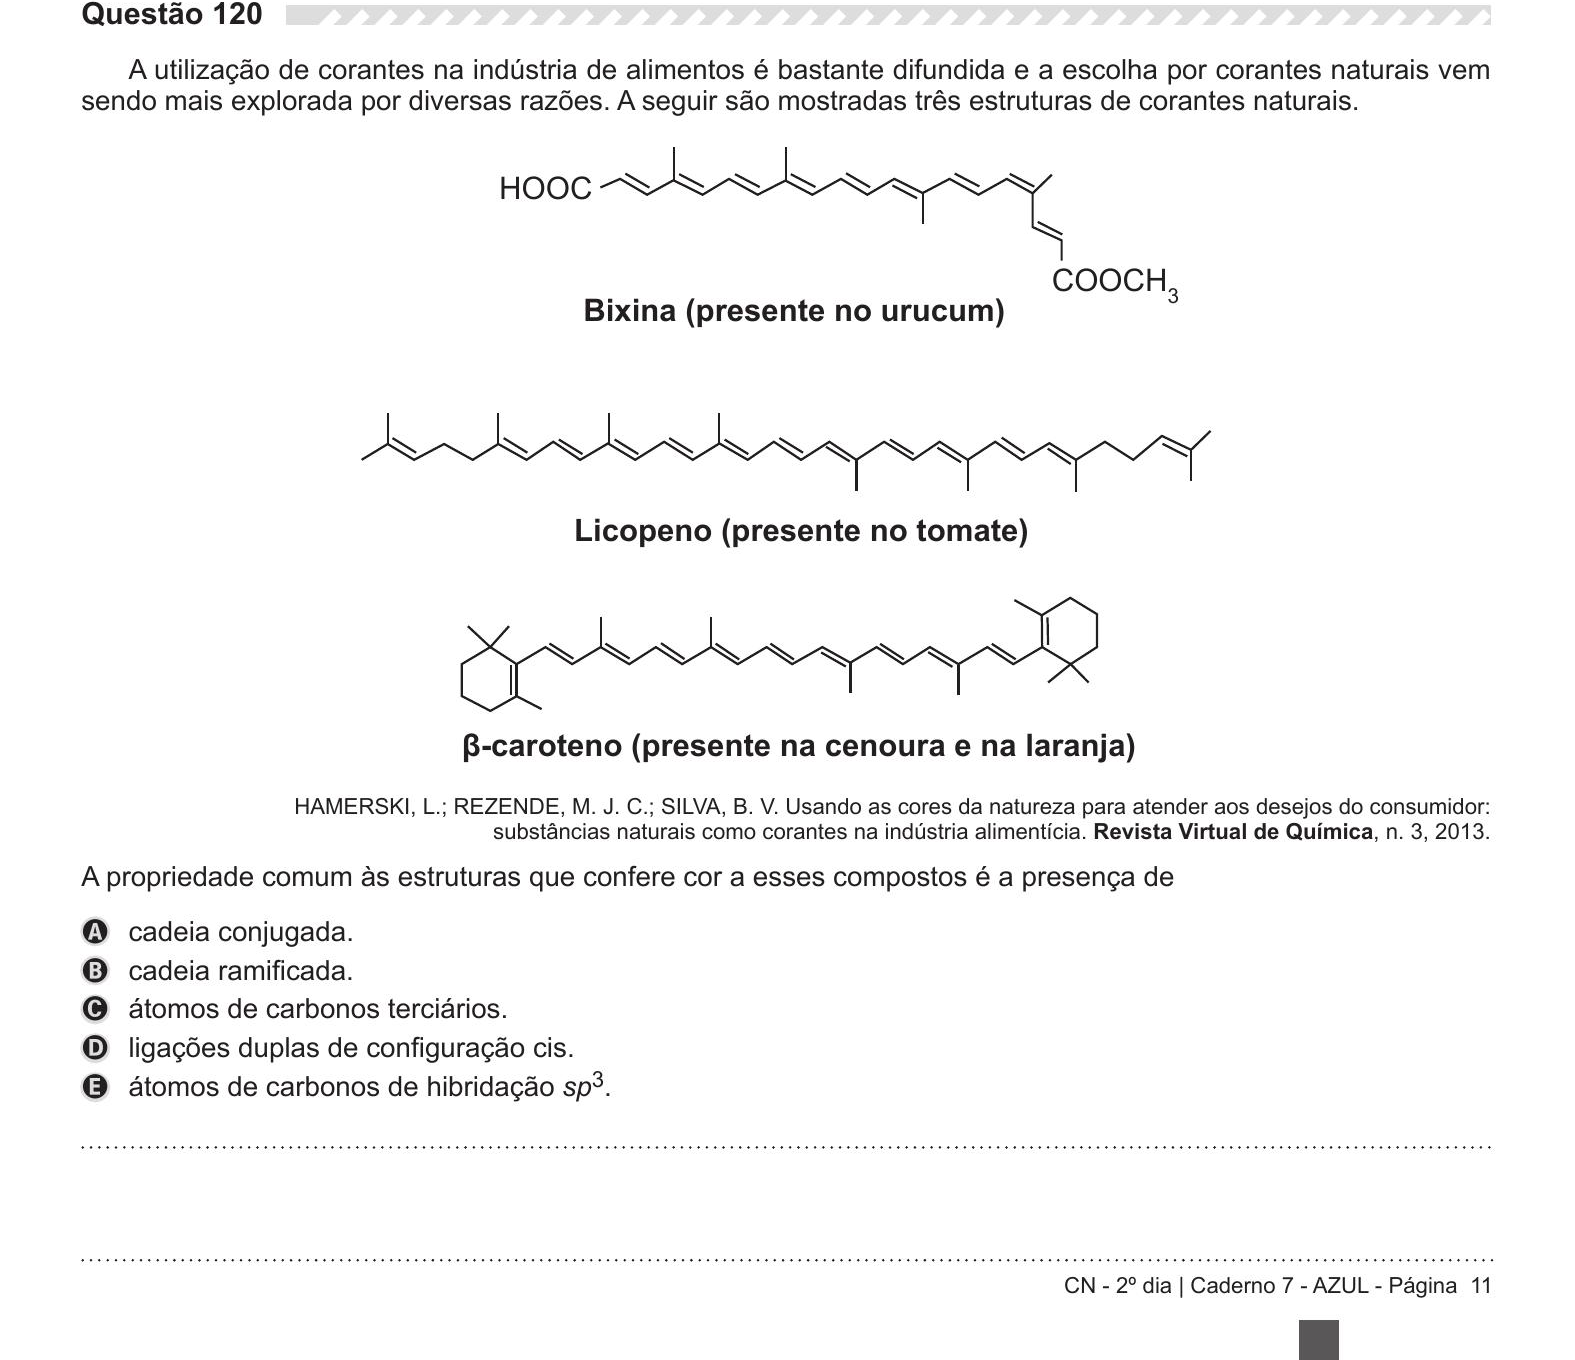 Questão 120
A utilização de corantes na indústria de alimentos é bastante difundida e a escolha por corantes naturais vem
sendo mais explorada por diversas razões. A seguir são mostradas três estruturas de corantes naturais.
HOOC
COOCH3
Bixina (presente no urucum)
Licopeno (presente no tomate)
β-caroteno (presente na cenoura e na laranja)
HAMERSKI, L.; REZENDE, M. J. C.; SILVA, B. V. Usando as cores da natureza para atender aos desejos do consumidor:
substâncias naturais como corantes na indústria alimentícia. Revista Virtual de Química, n. 3, 2013.
A propriedade comum às estruturas que confere cor a esses compostos é a presença de
A cadeia conjugada.
B cadeia ramificada.
C átomos de carbonos terciários.
D ligações duplas de configuração cis.
E átomos de carbonos de hibridação sp³.
CN - 2º dia | Caderno 7 - AZUL - Página 11